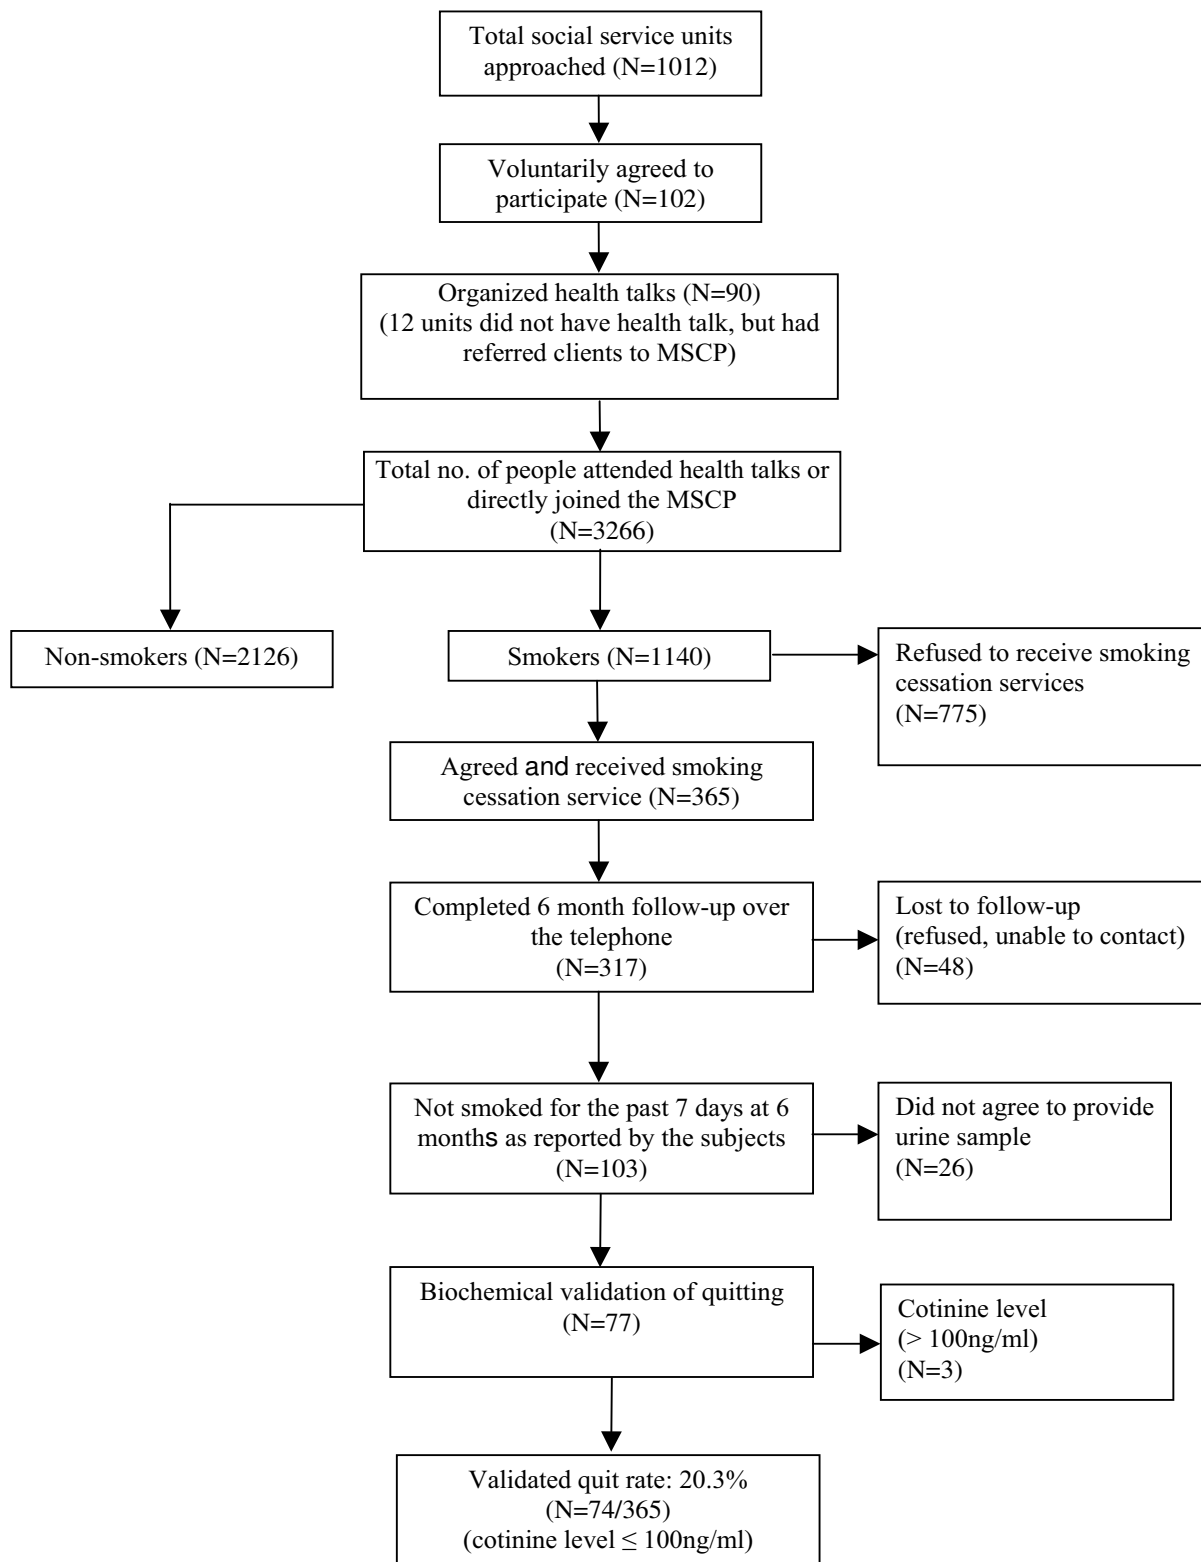 Total social service units
approached (N=1012)
Voluntarily agreed to
participate (N=102)
Organized health talks (N=90)
(12 units did not have health talk, but had
referred clients to MSCP)
Total no. of people attended health talks or
directly joined the MSCP
(N=3266)
Non-smokers (N=2126)
Smokers (N=1140)
Refused to receive smoking
cessation services
(N=775)
Agreed and received smoking
cessation service (N=365)
Completed 6 month follow-up over
the telephone
(N=317)
Lost to follow-up
(refused, unable to contact)
(N=48)
Not smoked for the past 7 days at 6
months as reported by the subjects
(N=103)
Did not agree to provide
urine sample
(N=26)
Biochemical validation of quitting
(N=77)
Cotinine level
(> 100ng/ml)
(N=3)
Validated quit rate: 20.3%
(N=74/365)
(cotinine level ≤ 100ng/ml)